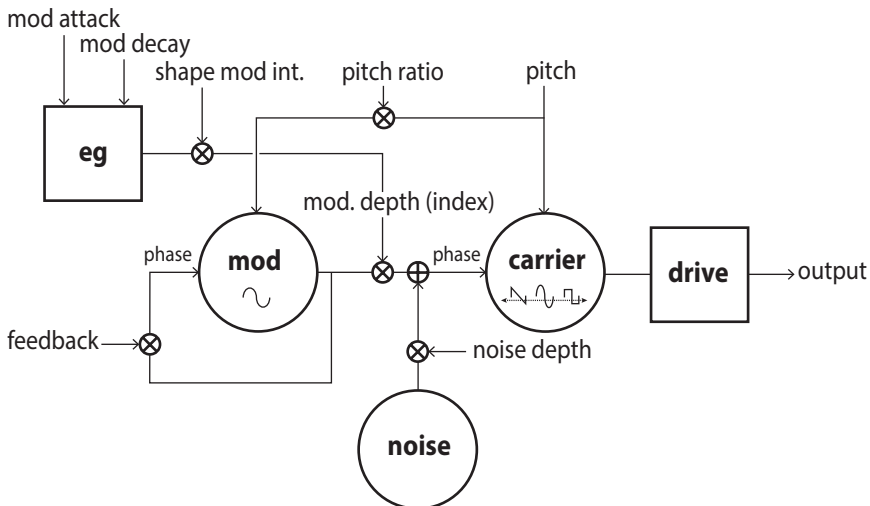 mod attack
mod decay
shape mod int.
pitch ratio
pitch
eg
mod. depth (index)
phase
mod
phase
carrier
drive
output
feedback
noise depth
noise